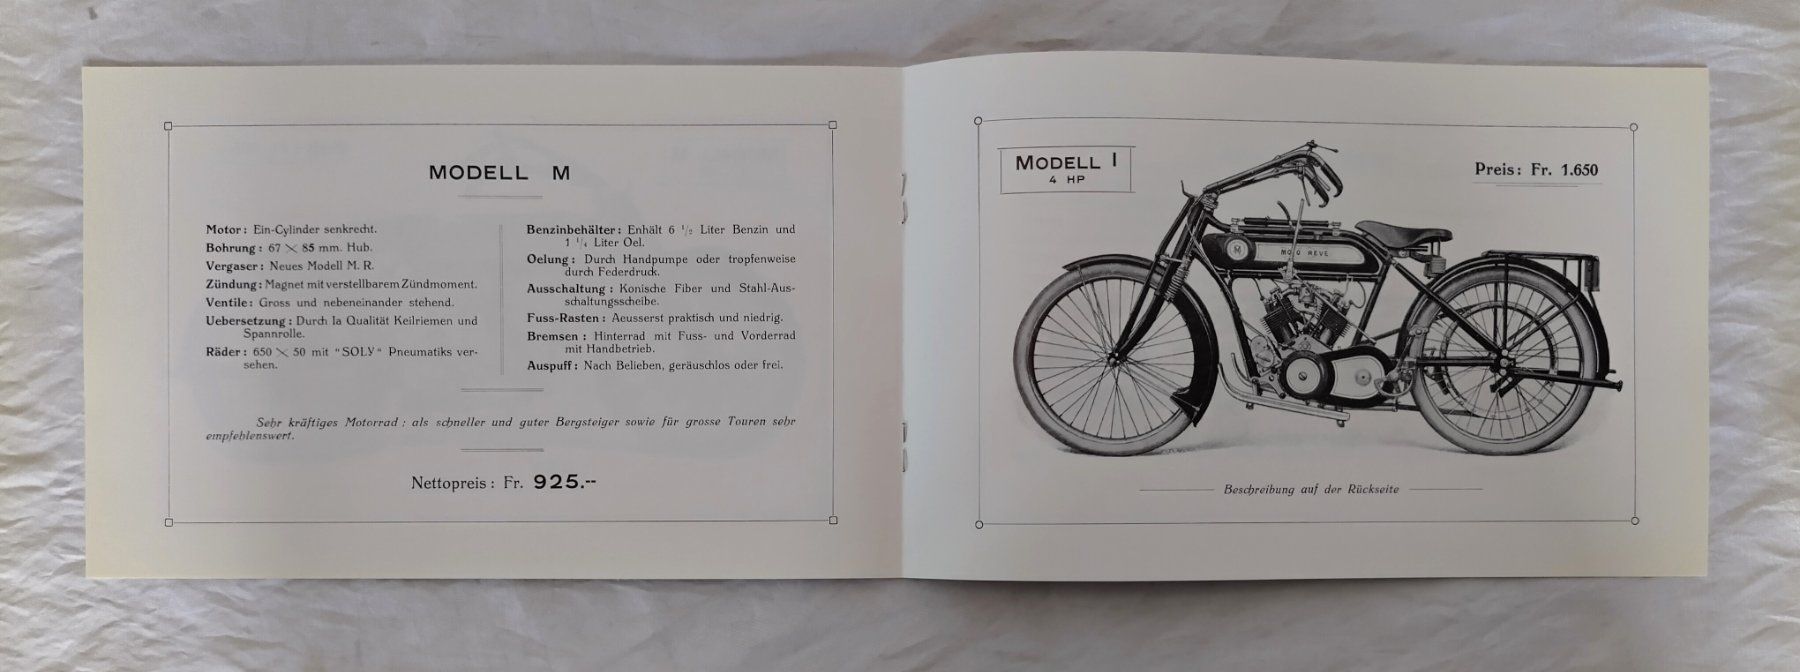 MODELL M
Motor: Ein-Cylinder senkrecht.
Bohrung: 67 × 85 mm. Hub.
Vergaser: Neues Modell M. R.
Zündung: Magnet mit verstellbarem Zündmoment.
Ventile: Gross und nebeneinander stehend.
Uebersetzung: Durch Ia Qualität Keilriemen und
Spannrolle.
Räder: 650 × 50 mit "SOLY" Pneumatiks ver-
sehen.
Benzinbehälter: Enhält 6 1/2 Liter Benzin und
1 1/4 Liter Oel.
Oelung: Durch Handpumpe oder tropfenweise
durch Federdruck.
Ausschaltung: Konische Fiber und Stahl-Aus-
schaltungsscheibe.
Fuss-Rasten: Aeusserst praktisch und niedrig.
Bremsen: Hinterrad mit Fuss- und Vorderrad
mit Handbetrieb.
Auspuff: Nach Belieben, geräuschlos oder frei.
Sehr kräftiges Motorrad; als schneller und guter Bergsteiger sowie für grosse Touren sehr
empfehlenswert.
Nettopreis: Fr. 925.--
MODELL I
4 HP
Preis: Fr. 1.650
M
MOTO RÊVE
Beschreibung auf der Rückseite